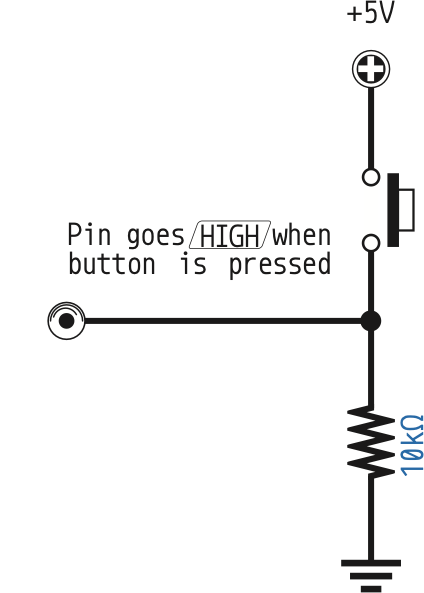 +5V
Pin goes HIGH when
button is pressed
10kΩ